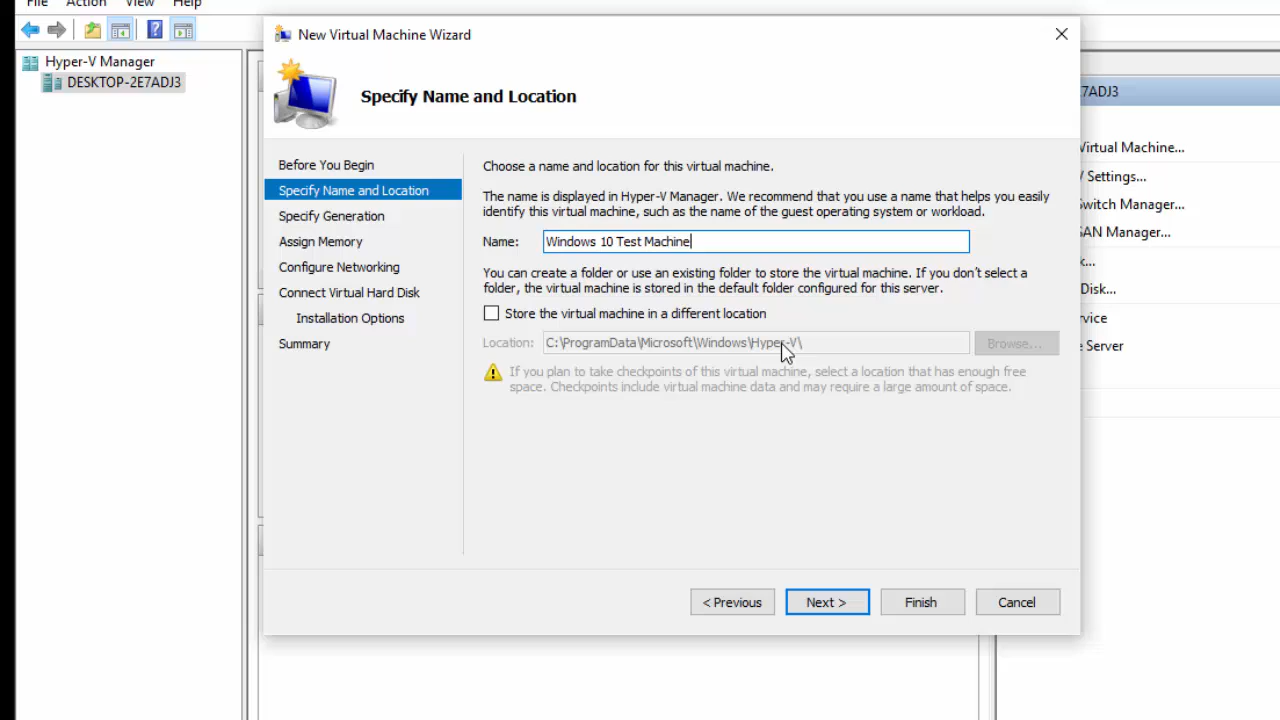 File Action View Help
Hyper-V Manager
DESKTOP-2E7ADJ3
New Virtual Machine Wizard
Specify Name and Location
Before You Begin
Specify Name and Location
Specify Generation
Assign Memory
Configure Networking
Connect Virtual Hard Disk
Installation Options
Summary
Choose a name and location for this virtual machine.
The name is displayed in Hyper-V Manager. We recommend that you use a name that helps you easily
identify this virtual machine, such as the name of the guest operating system or workload.
Name: Windows 10 Test Machine
You can create a folder or use an existing folder to store the virtual machine. If you don't select a
folder, the virtual machine is stored in the default folder configured for this server.
Store the virtual machine in a different location
Location: C:\ProgramData\Microsoft\Windows\Hyper-V\ Browse...
If you plan to take checkpoints of this virtual machine, select a location that has enough free
space. Checkpoints include virtual machine data and may require a large amount of space.
< Previous Next > Finish Cancel
7ADJ3
Virtual Machine...
Settings...
Switch Manager...
SAN Manager...
k...
Disk...
vice
e Server